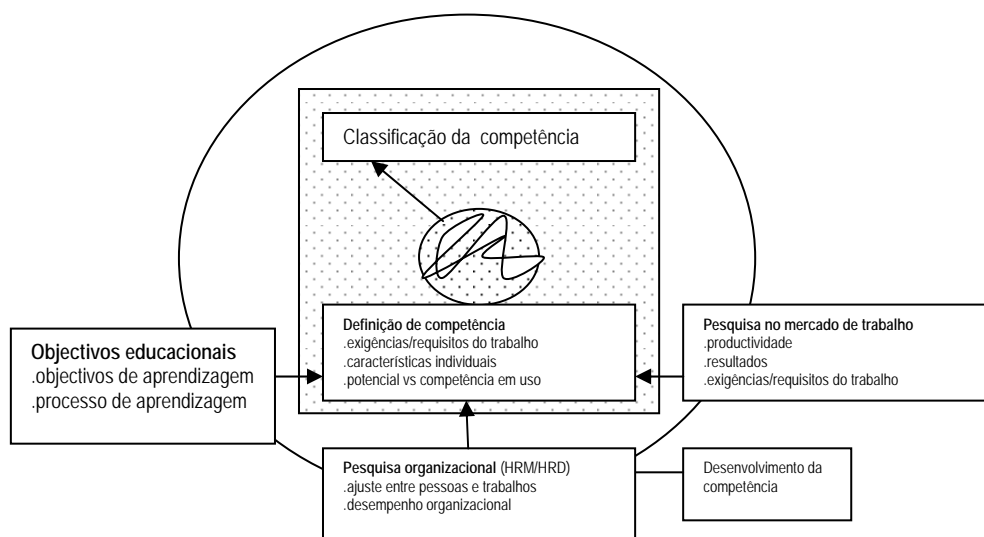 Classificação da competência
Definição de competência
.exigências/requisitos do trabalho
.características individuais
.potencial vs competência em uso
Objectivos educacionais
.objectivos de aprendizagem
.processo de aprendizagem
Pesquisa no mercado de trabalho
.productividade
.resultados
.exigências/requisitos do trabalho
Pesquisa organizacional (HRM/HRD)
.ajuste entre pessoas e trabalhos
.desempenho organizacional
Desenvolvimento da
competência